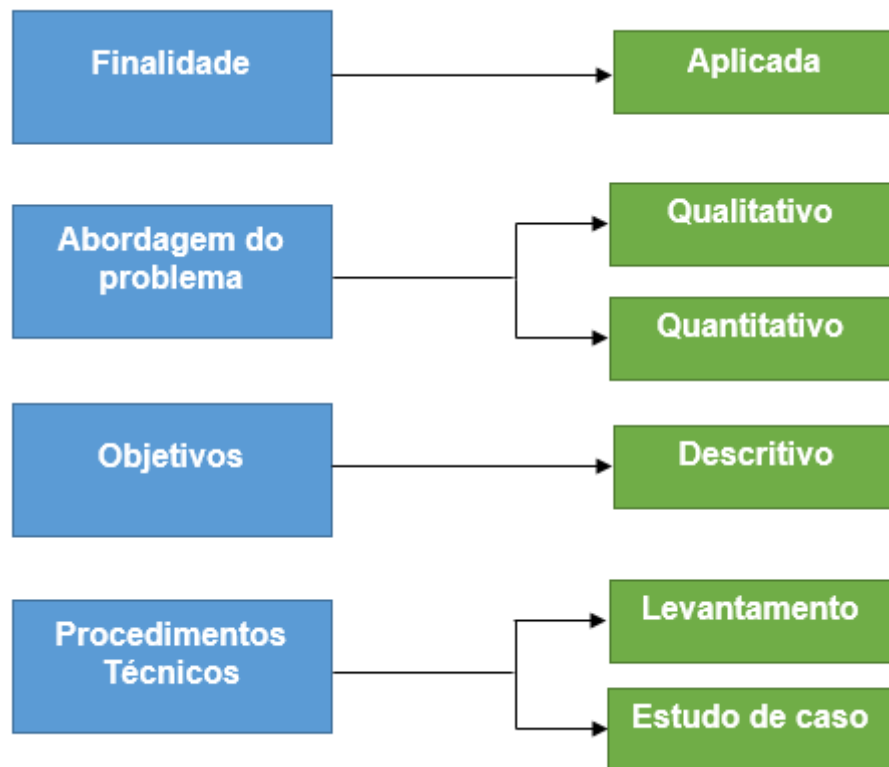 Finalidade
Aplicada
Abordagem do
problema
Qualitativo
Quantitativo
Objetivos
Descritivo
Procedimentos
Técnicos
Levantamento
Estudo de caso